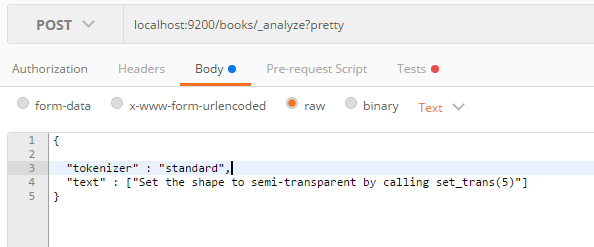 POST localhost:9200/books/_analyze?pretty
Authorization Headers Body Pre-request Script Tests
form-data x-www-form-urlencoded raw binary Text
1 {
2
3 "tokenizer" : "standard",
4 "text" : ["Set the shape to semi-transparent by calling set_trans(5)"]
5 }